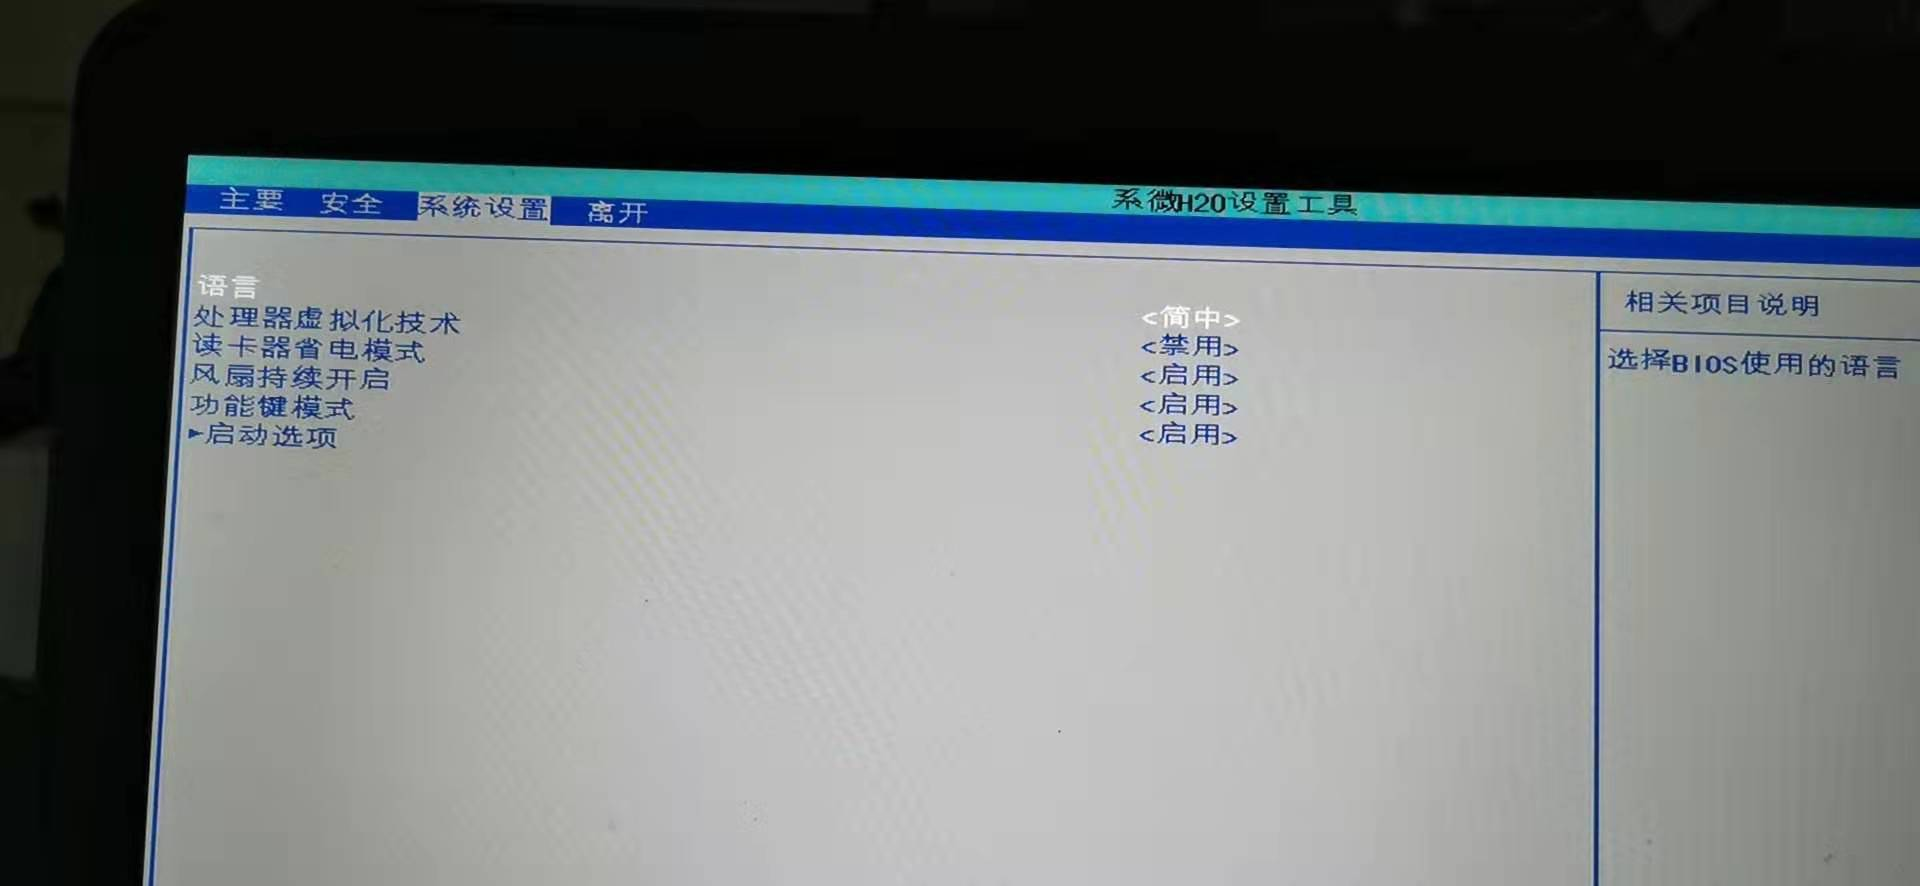 系微H2O设置工具
主要 安全 系统设置 离开
语言 <简中>
处理器虚拟化技术 <禁用>
读卡器省电模式 <启用>
风扇持续开启 <启用>
功能键模式 <启用>
►启动选项
相关项目说明
选择BIOS使用的语言